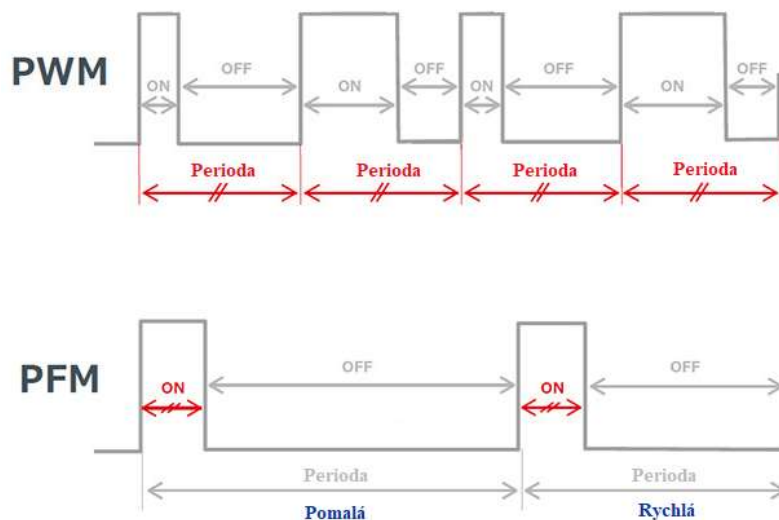 PWM
ON OFF ON OFF ON OFF ON OFF
Perioda Perioda Perioda Perioda
PFM
ON OFF ON OFF
Perioda Perioda
Pomalá Rychlá